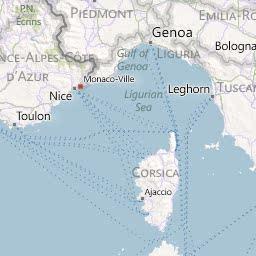 PIEDMONT
EMILIA-RO
PN.
Ecrins
Genoa
Bologna
NCE-ALPES-CÔTE
D'AZUR
Gulf of
Genoa
LIGURIA
Monaco-Ville
Nice
Ligurian
Sea
Leghorn
TUSCAN
Toulon
CORSICA
Ajaccio